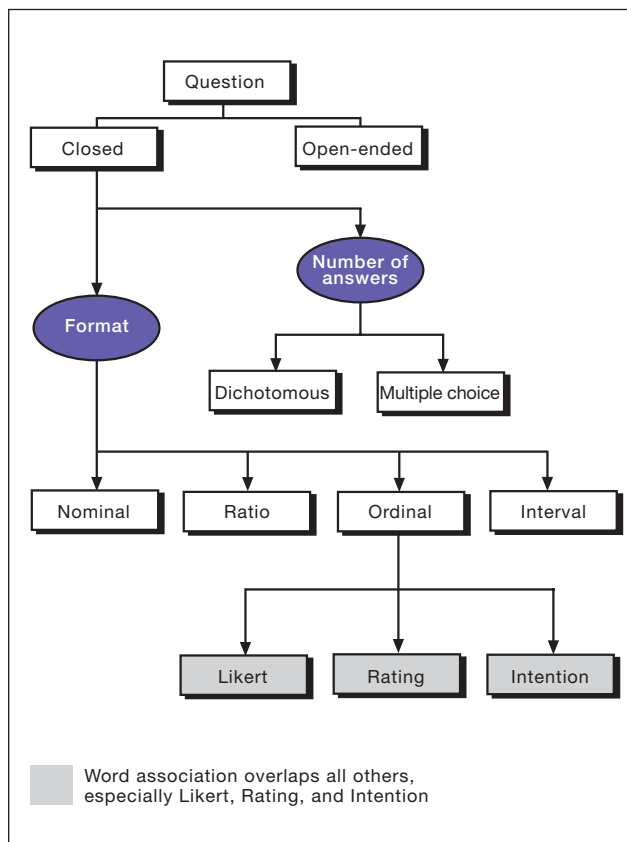 Question
Closed
Open-ended
Number of
answers
Format
Dichotomous
Multiple choice
Nominal
Ratio
Ordinal
Interval
Likert
Rating
Intention
Word association overlaps all others,
especially Likert, Rating, and Intention